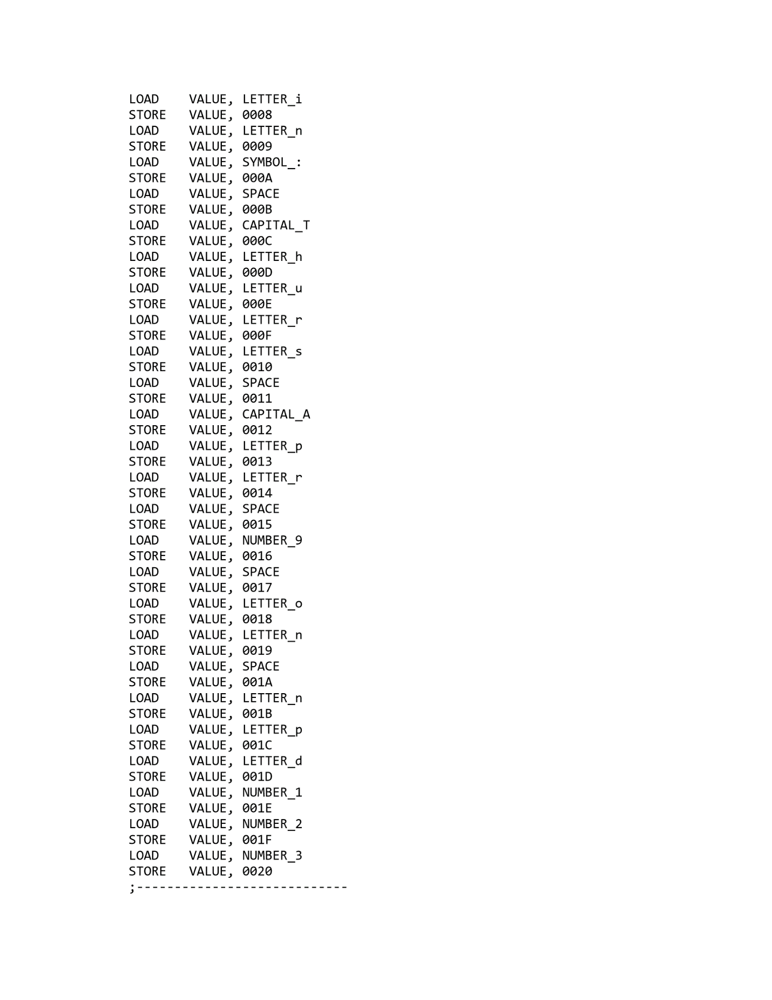 LOAD    VALUE, LETTER_i
STORE   VALUE, 0008
LOAD    VALUE, LETTER_n
STORE   VALUE, 0009
LOAD    VALUE, SYMBOL_:
STORE   VALUE, 000A
LOAD    VALUE, SPACE
STORE   VALUE, 000B
LOAD    VALUE, CAPITAL_T
STORE   VALUE, 000C
LOAD    VALUE, LETTER_h
STORE   VALUE, 000D
LOAD    VALUE, LETTER_u
STORE   VALUE, 000E
LOAD    VALUE, LETTER_r
STORE   VALUE, 000F
LOAD    VALUE, LETTER_s
STORE   VALUE, 0010
LOAD    VALUE, SPACE
STORE   VALUE, 0011
LOAD    VALUE, CAPITAL_A
STORE   VALUE, 0012
LOAD    VALUE, LETTER_p
STORE   VALUE, 0013
LOAD    VALUE, LETTER_r
STORE   VALUE, 0014
LOAD    VALUE, SPACE
STORE   VALUE, 0015
LOAD    VALUE, NUMBER_9
STORE   VALUE, 0016
LOAD    VALUE, SPACE
STORE   VALUE, 0017
LOAD    VALUE, LETTER_o
STORE   VALUE, 0018
LOAD    VALUE, LETTER_n
STORE   VALUE, 0019
LOAD    VALUE, SPACE
STORE   VALUE, 001A
LOAD    VALUE, LETTER_n
STORE   VALUE, 001B
LOAD    VALUE, LETTER_p
STORE   VALUE, 001C
LOAD    VALUE, LETTER_d
STORE   VALUE, 001D
LOAD    VALUE, NUMBER_1
STORE   VALUE, 001E
LOAD    VALUE, NUMBER_2
STORE   VALUE, 001F
LOAD    VALUE, NUMBER_3
STORE   VALUE, 0020
;----------------------------